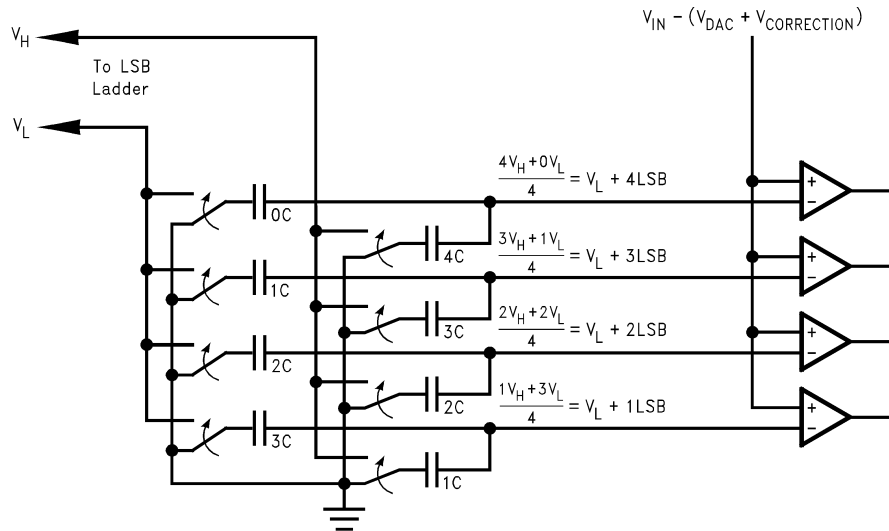 V_IN – (V_DAC + V_CORRECTION)
V_H
To LSB
Ladder
V_L
4V_H+0V_L
4
= V_L + 4LSB
+
–
0C
3V_H+1V_L
4
= V_L + 3LSB
4C
+
–
1C
2V_H+2V_L
4
= V_L + 2LSB
3C
+
–
2C
1V_H+3V_L
4
= V_L + 1LSB
2C
+
–
3C
1C